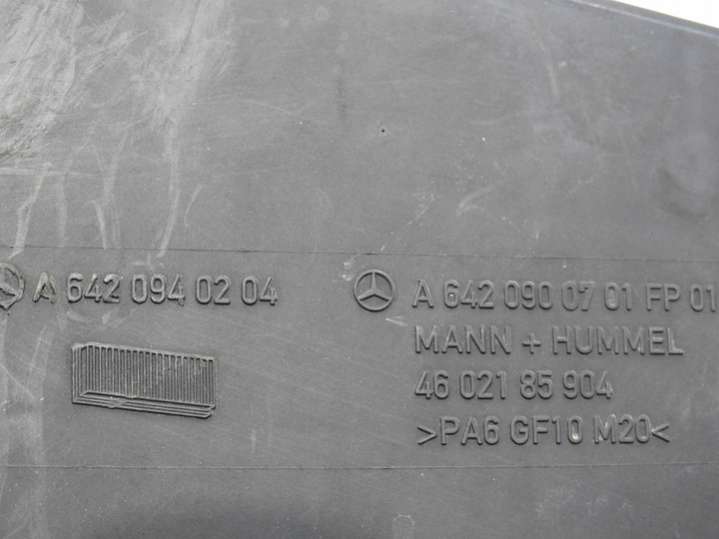 A 642 094 02 04
A 642 090 07 01 FP 01
MANN + HUMMEL
46 021 85 904
>PA6 GF10 M20<